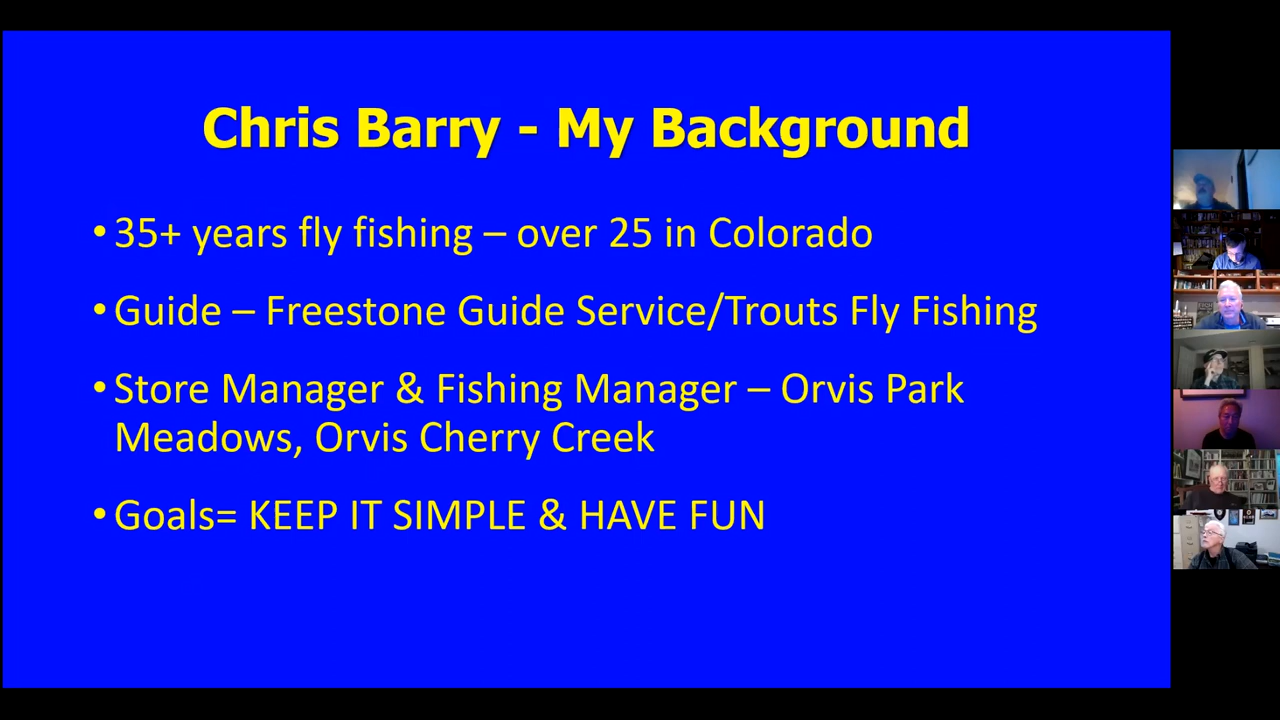 Chris Barry - My Background
• 35+ years fly fishing – over 25 in Colorado
• Guide – Freestone Guide Service/Trouts Fly Fishing
• Store Manager & Fishing Manager – Orvis Park
Meadows, Orvis Cherry Creek
• Goals= KEEP IT SIMPLE & HAVE FUN